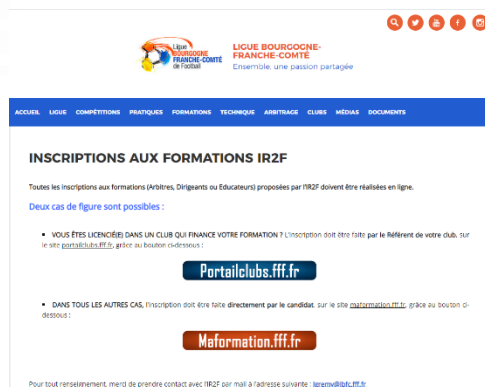 Ligue
BOURGOGNE
FRANCHE-COMTÉ
de Football
LIGUE BOURGOGNE-
FRANCHE-COMTÉ
Ensemble, une passion partagée
ACCUEIL LIGUE COMPÉTITIONS PRATIQUES FORMATIONS TECHNIQUE ARBITRAGE CLUBS MÉDIAS DOCUMENTS
INSCRIPTIONS AUX FORMATIONS IR2F
Toutes les inscriptions aux formations (Arbitres, Dirigeants ou Educateurs) proposées par l'IR2F doivent être réalisées en ligne.
Deux cas de figure sont possibles :
VOUS ÊTES LICENCIÉ(E) DANS UN CLUB QUI FINANCE VOTRE FORMATION ? L'inscription doit être faite par le Référent de votre club, sur
le site portailclubs.fff.fr, grâce au bouton ci-dessous :
Portailclubs.fff.fr
DANS TOUS LES AUTRES CAS, l'inscription doit être faite directement par le candidat, sur le site maformation.fff.fr, grâce au bouton ci-
dessous :
Maformation.fff.fr
Pour tout renseignement, merci de prendre contact avec l'IR2F par mail à l'adresse suivante :